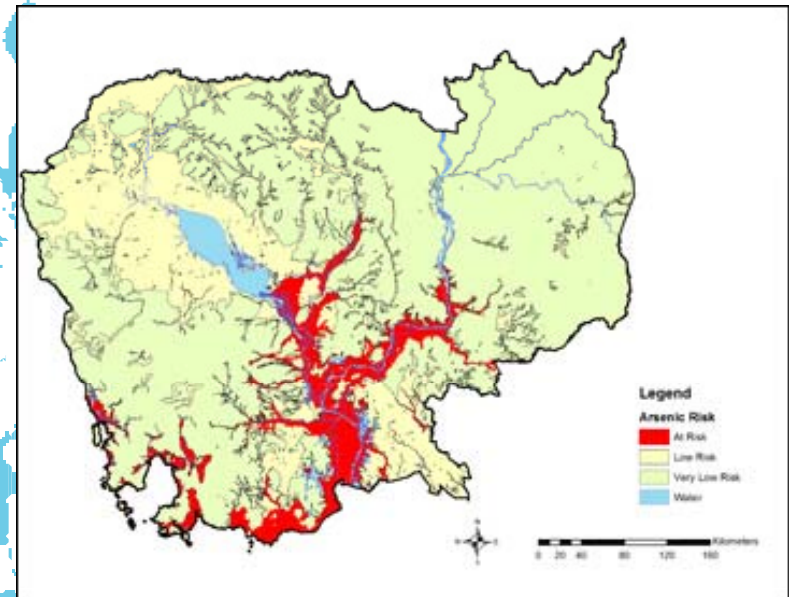 Legend
Arsenic Risk
At Risk
Low Risk
Very Low Risk
Water
N
Kilometers
0 20 40 80 120 160